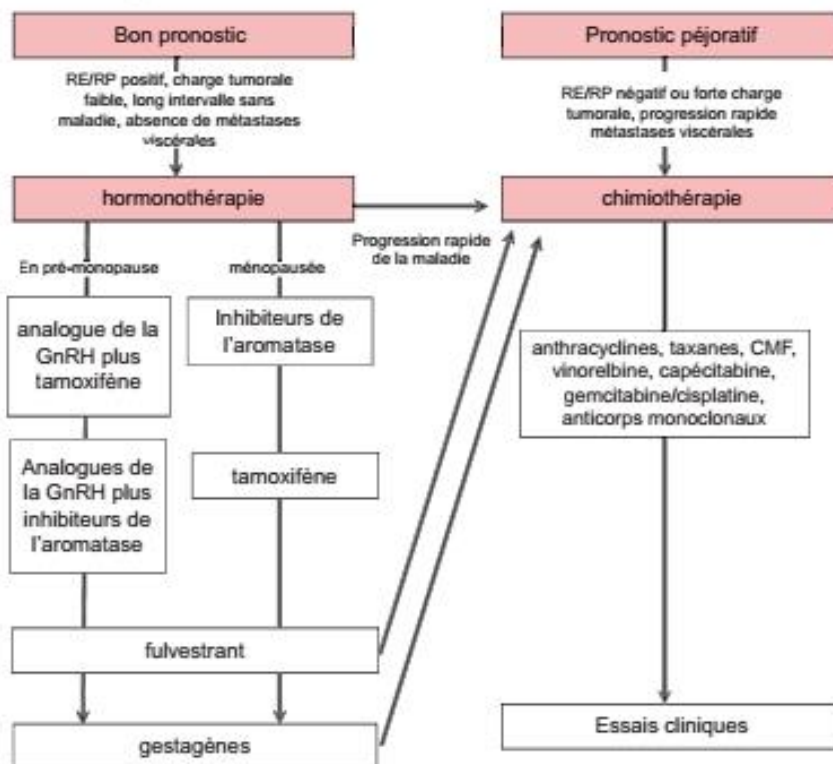 Bon pronostic
RE/RP positif, charge tumorale
faible, long intervalle sans
maladie, absence de métastases
viscérales
hormonothérapie
En pré-monopause
ménopausée
analogue de la
GnRH plus
tamoxifène
Inhibiteurs de
l'aromatase
Analogues de
la GnRH plus
inhibiteurs de
l'aromatase
tamoxifène
fulvestrant
gestagènes
Progression rapide
de la maladie
Pronostic péjoratif
RE/RP négatif ou forte charge
tumorale, progression rapide
métastases viscérales
chimiothérapie
anthracyclines, taxanes, CMF,
vinorelbine, capécitabine,
gemcitabine/cisplatine,
anticorps monoclonaux
Essais cliniques